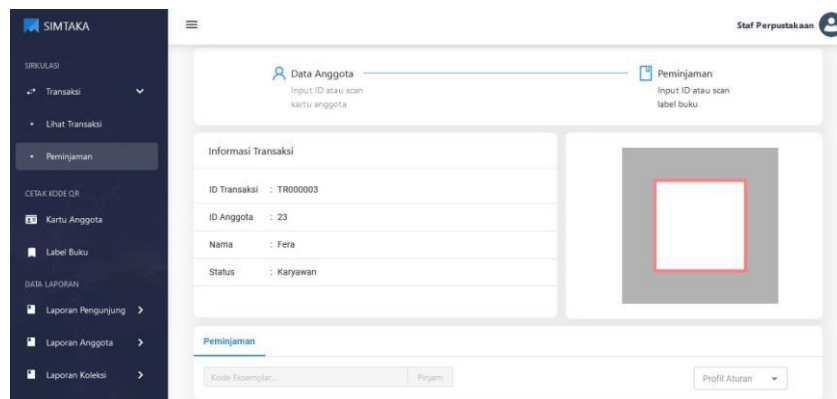 SIMTAKA
Staf Perpustakaan
SIRKULASI
Transaksi
Lihat Transaksi
Peminjaman
CETAK KODE QR
Kartu Anggota
Label Buku
DATA LAPORAN
Laporan Pengunjung
Laporan Anggota
Laporan Koleksi
Data Anggota
Input ID atau scan
kartu anggota
Peminjaman
Input ID atau scan
label buku
Informasi Transaksi
ID Transaksi : TR000003
ID Anggota : 23
Nama : Fera
Status : Karyawan
Peminjaman
Kode Eksemplar... Pinjam
Profil Aturan